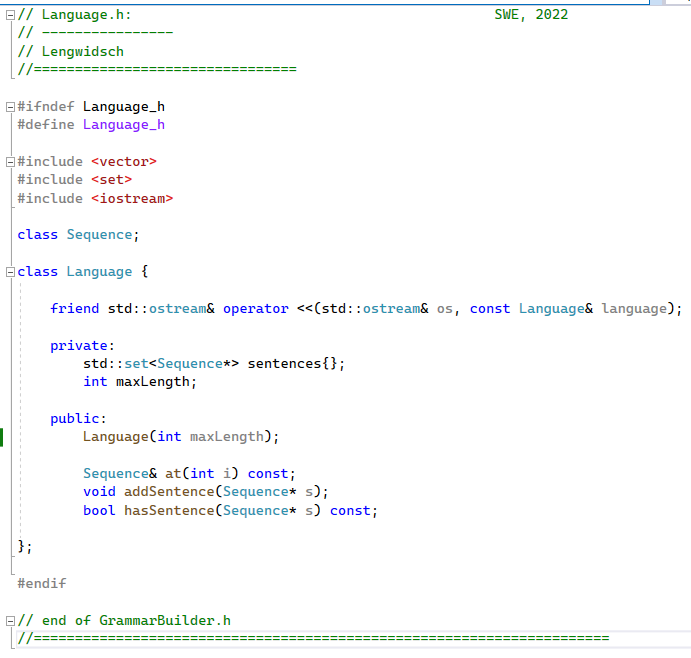 // Language.h:                                            SWE, 2022
// ----------------
// Lengwidsch
//================================
#ifndef Language_h
#define Language_h
#include <vector>
#include <set>
#include <iostream>
class Sequence;
class Language {
    friend std::ostream& operator <<(std::ostream& os, const Language& language);
    private:
        std::set<Sequence*> sentences{};
        int maxLength;
    public:
        Language(int maxLength);
        Sequence& at(int i) const;
        void addSentence(Sequence* s);
        bool hasSentence(Sequence* s) const;
};
#endif
// end of GrammarBuilder.h
//======================================================================